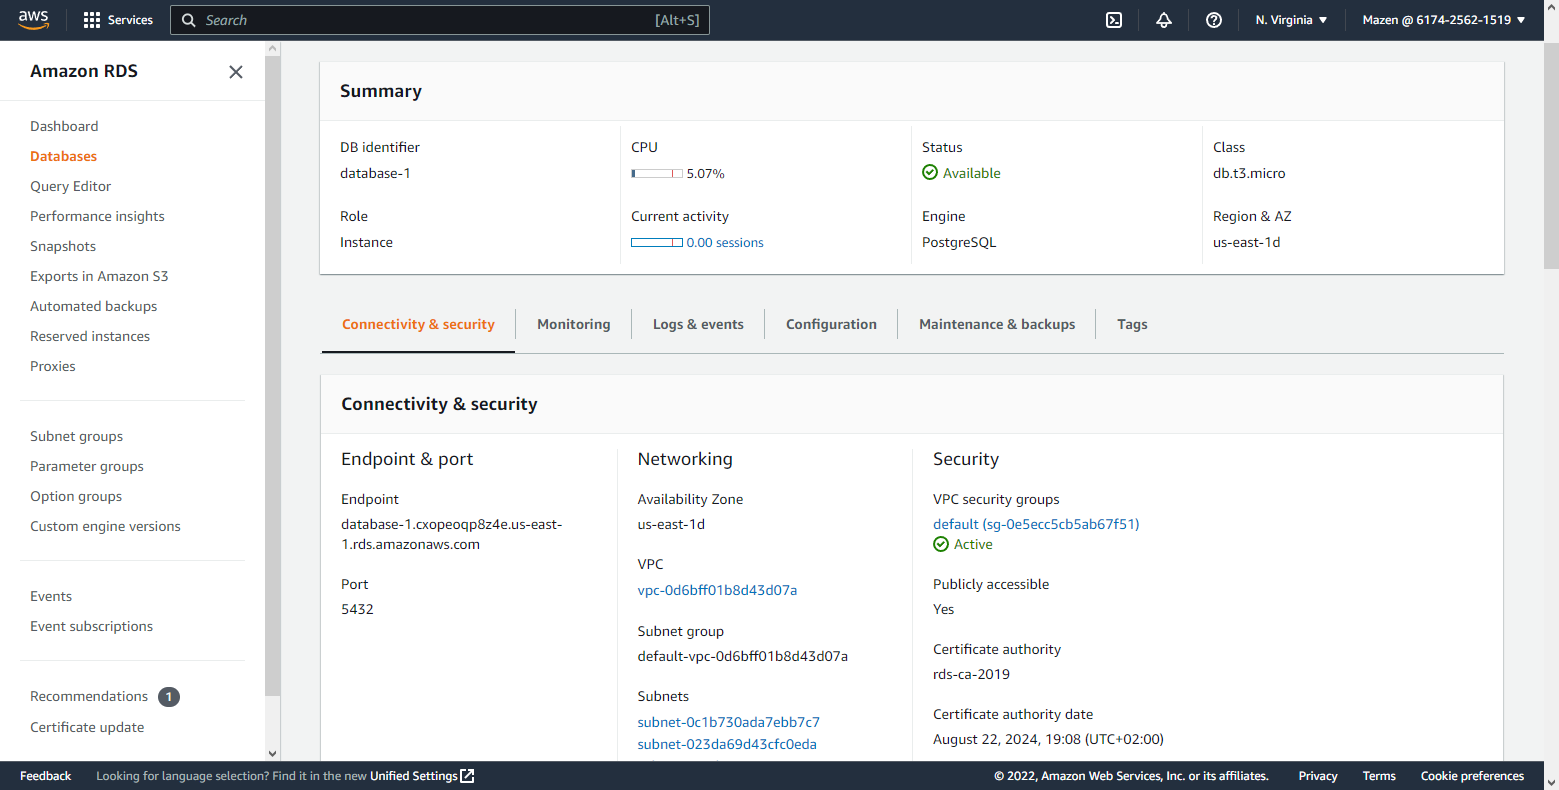 aws
Services
Search
[Alt+S]
N. Virginia
Mazen @ 6174-2562-1519
Amazon RDS
Dashboard
Databases
Query Editor
Performance insights
Snapshots
Exports in Amazon S3
Automated backups
Reserved instances
Proxies
Subnet groups
Parameter groups
Option groups
Custom engine versions
Events
Event subscriptions
Recommendations 1
Certificate update
Summary
DB identifier
database-1
Role
Instance
CPU
5.07%
Current activity
0.00 sessions
Status
Available
Engine
PostgreSQL
Class
db.t3.micro
Region & AZ
us-east-1d
Connectivity & security
Monitoring
Logs & events
Configuration
Maintenance & backups
Tags
Connectivity & security
Endpoint & port
Endpoint
database-1.cxopeoqp8z4e.us-east-
1.rds.amazonaws.com
Port
5432
Networking
Availability Zone
us-east-1d
VPC
vpc-0d6bff01b8d43d07a
Subnet group
default-vpc-0d6bff01b8d43d07a
Subnets
subnet-0c1b730ada7ebb7c7
subnet-023da69d43cfc0eda
Security
VPC security groups
default (sg-0e5ecc5cb5ab67f51)
Active
Publicly accessible
Yes
Certificate authority
rds-ca-2019
Certificate authority date
August 22, 2024, 19:08 (UTC+02:00)
Feedback
Looking for language selection? Find it in the new Unified Settings
© 2022, Amazon Web Services, Inc. or its affiliates.
Privacy
Terms
Cookie preferences